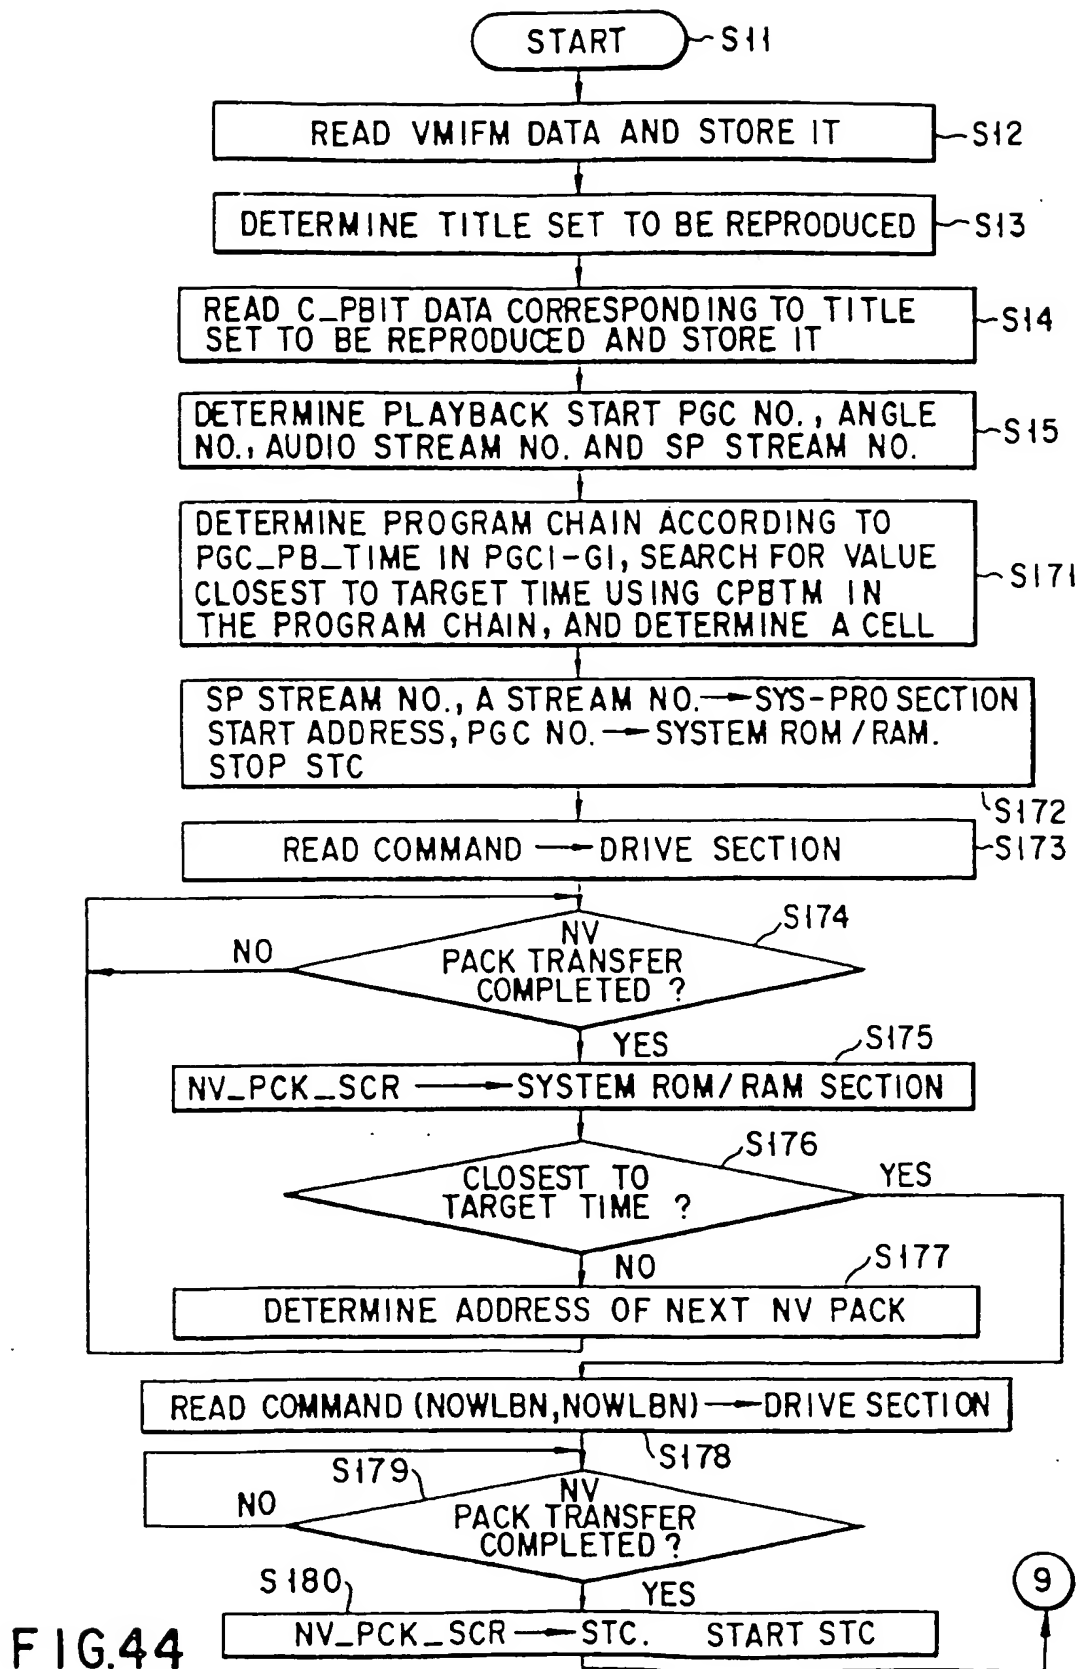 START
S11
READ VMIFM DATA AND STORE IT
S12
DETERMINE TITLE SET TO BE REPRODUCED
S13
READ C_PBIT DATA CORRESPONDING TO TITLE
SET TO BE REPRODUCED AND STORE IT
S14
DETERMINE PLAYBACK START PGC NO., ANGLE
NO., AUDIO STREAM NO. AND SP STREAM NO.
S15
DETERMINE PROGRAM CHAIN ACCORDING TO
PGC_PB_TIME IN PGCI-GI, SEARCH FOR VALUE
CLOSEST TO TARGET TIME USING CPBTM IN
THE PROGRAM CHAIN, AND DETERMINE A CELL
S171
SP STREAM NO., A STREAM NO.→SYS-PRO SECTION
START ADDRESS, PGC NO.→SYSTEM ROM/RAM.
STOP STC
S172
READ COMMAND→DRIVE SECTION
S173
S174
NV
PACK TRANSFER
COMPLETED ?
NO
YES
S175
NV_PCK_SCR→SYSTEM ROM/RAM SECTION
S176
CLOSEST TO
TARGET TIME ?
YES
NO
S177
DETERMINE ADDRESS OF NEXT NV PACK
READ COMMAND (NOWLBN,NOWLBN)→DRIVE SECTION
S178
S179
NV
PACK TRANSFER
COMPLETED ?
NO
YES
S180
NV_PCK_SCR→STC. START STC
9
FIG.44